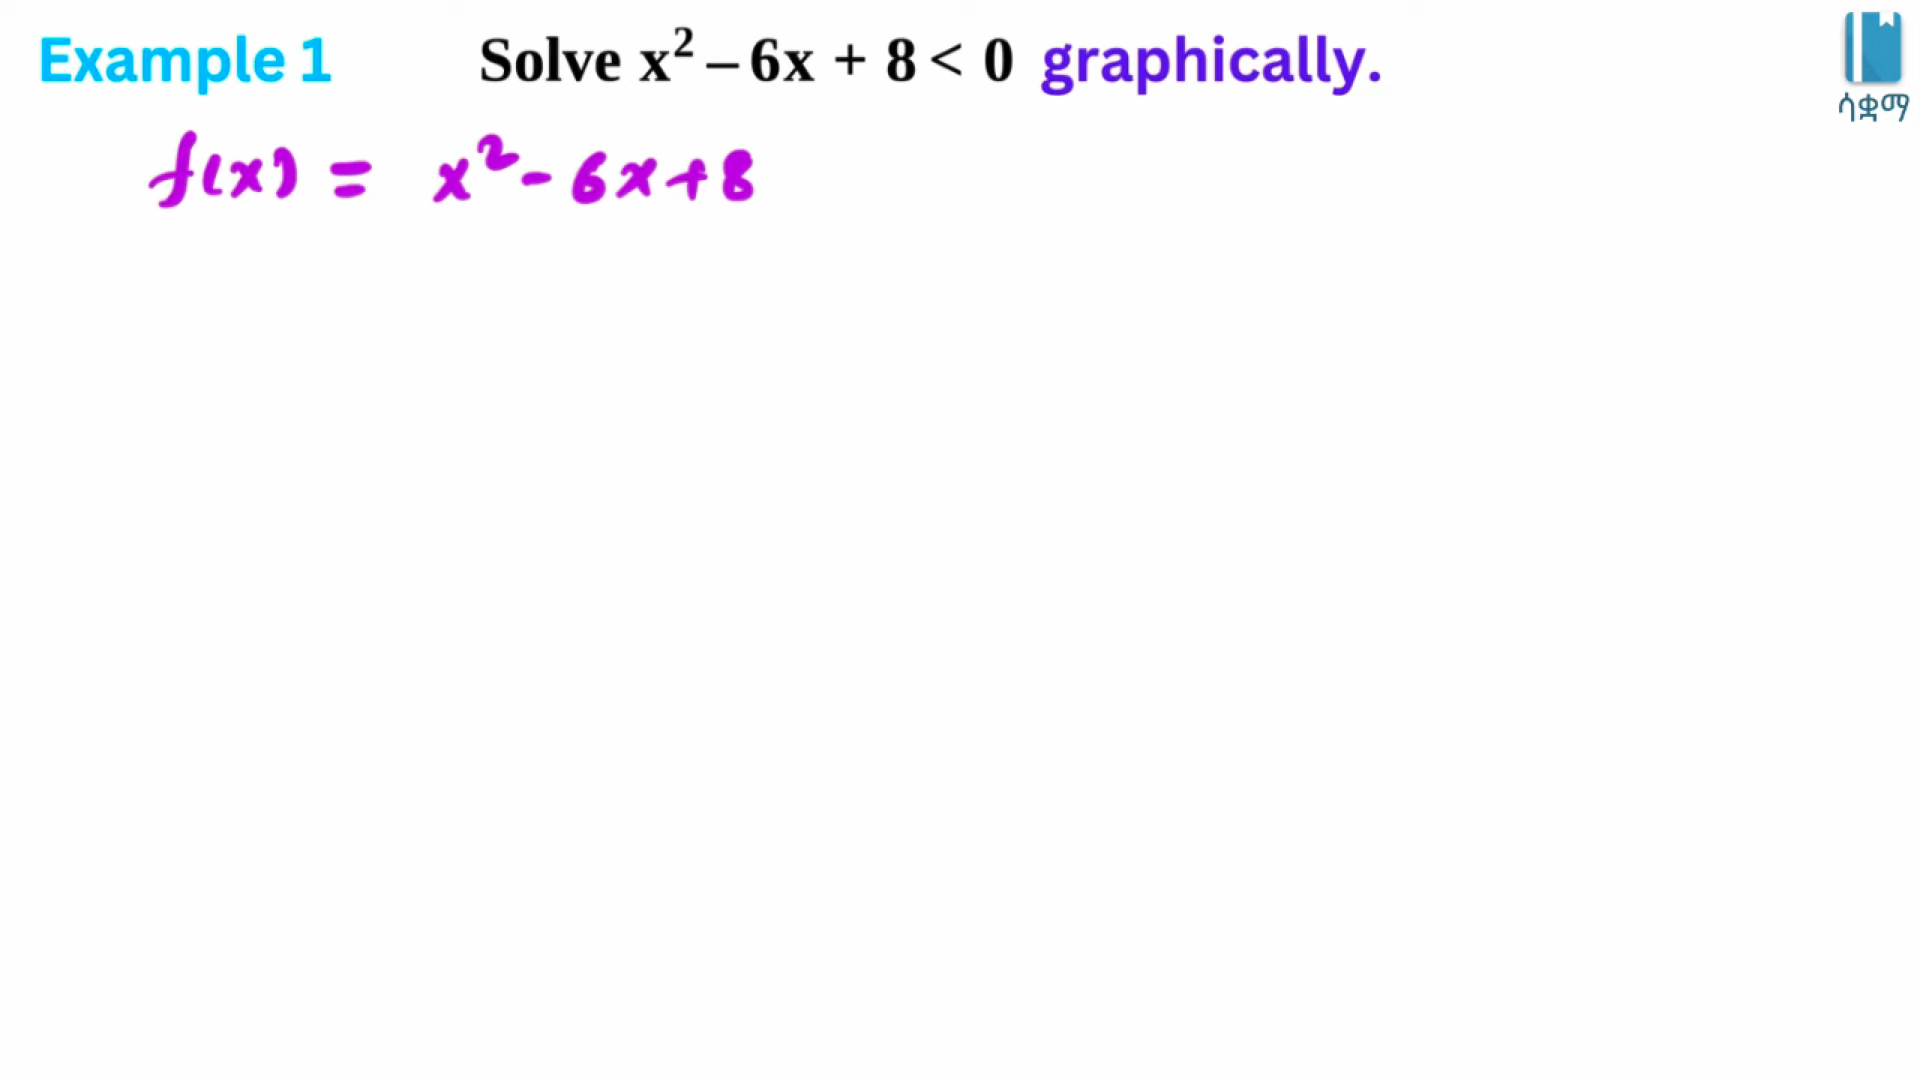 Example 1 Solve x² – 6x + 8 < 0 graphically.
ሳቋማ
f(x) = x² - 6x + 8